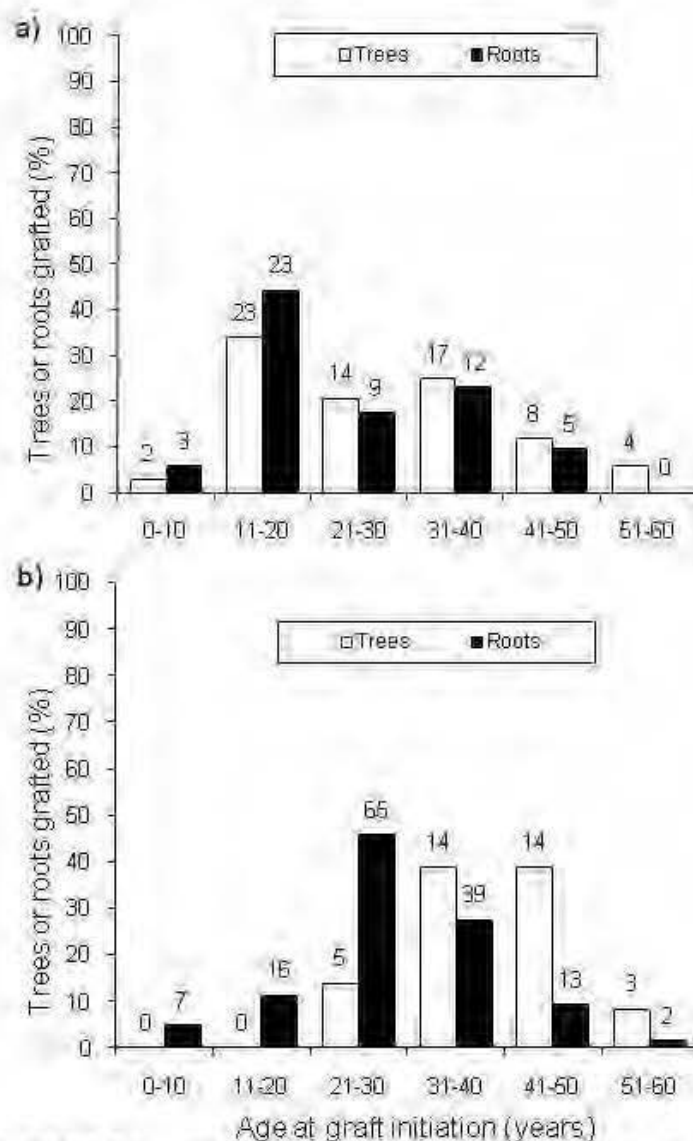 a)
Trees Roots
Trees or roots grafted (%)
100
90
80
70
60
50
40
30
20
10
0
2 3 23 23 14 9 17 12 8 5 4 0
0-10 11-20 21-30 31-40 41-50 51-60
b)
Trees Roots
Trees or roots grafted (%)
100
90
80
70
60
50
40
30
20
10
0
0 7 0 16 5 65 14 39 14 13 3 2
0-10 11-20 21-30 31-40 41-50 51-60
Age at graft initiation (years)